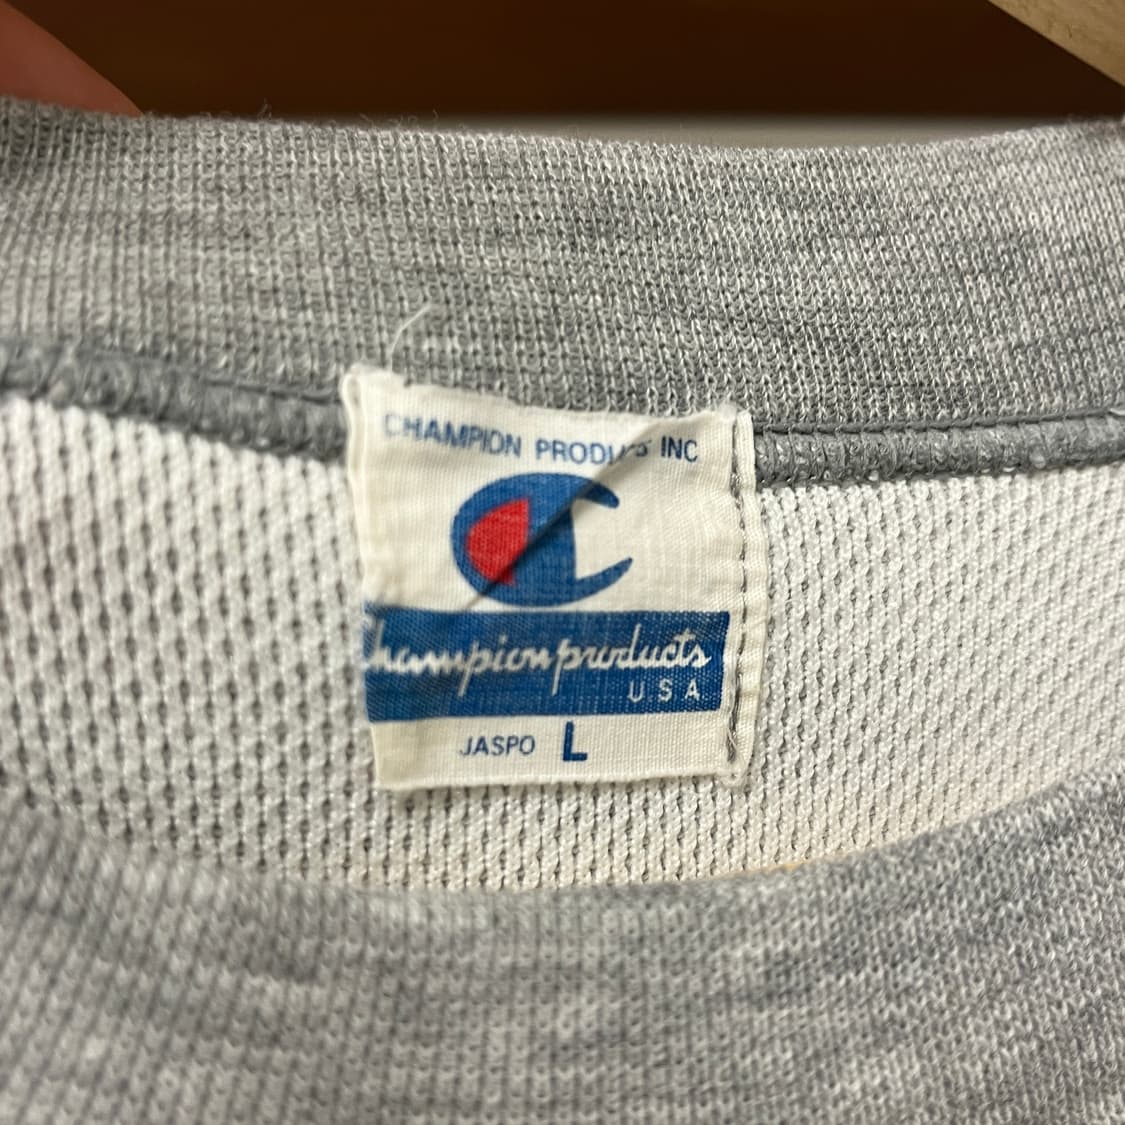 CHAMPION PRODUCTS INC
Champion products
USA
JASPO L